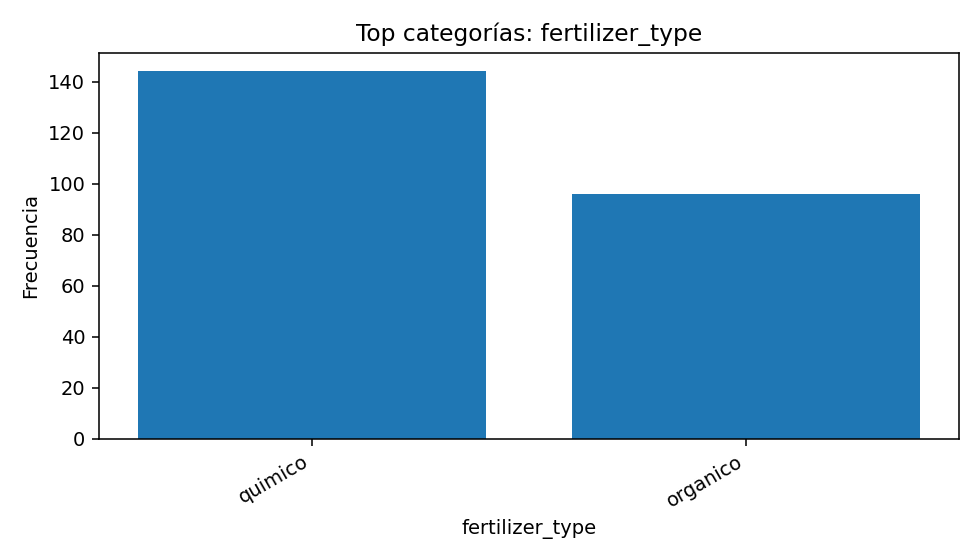 Top categorías: fertilizer_type
Frecuencia
140
120
100
80
60
40
20
0
quimico
organico
fertilizer_type